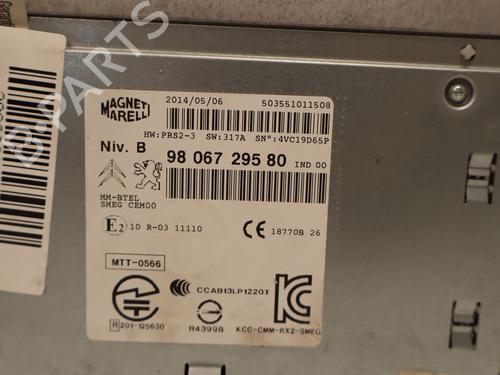 MAGNETI MARELLI
2014/05/06 503551011508
HW:PRS2-3 SW:317A SN°:4VC19D65P
Niv. B 98 067 295 80 IND 00
MM-BTEL
SMEG CEM00
E2 10 R-03 11110 CE 18770B 26
MTT-0566
CCAB13LP1220T
R 201-125630 R43998 KCC-CMM-RX2-SMEG
B-Parts